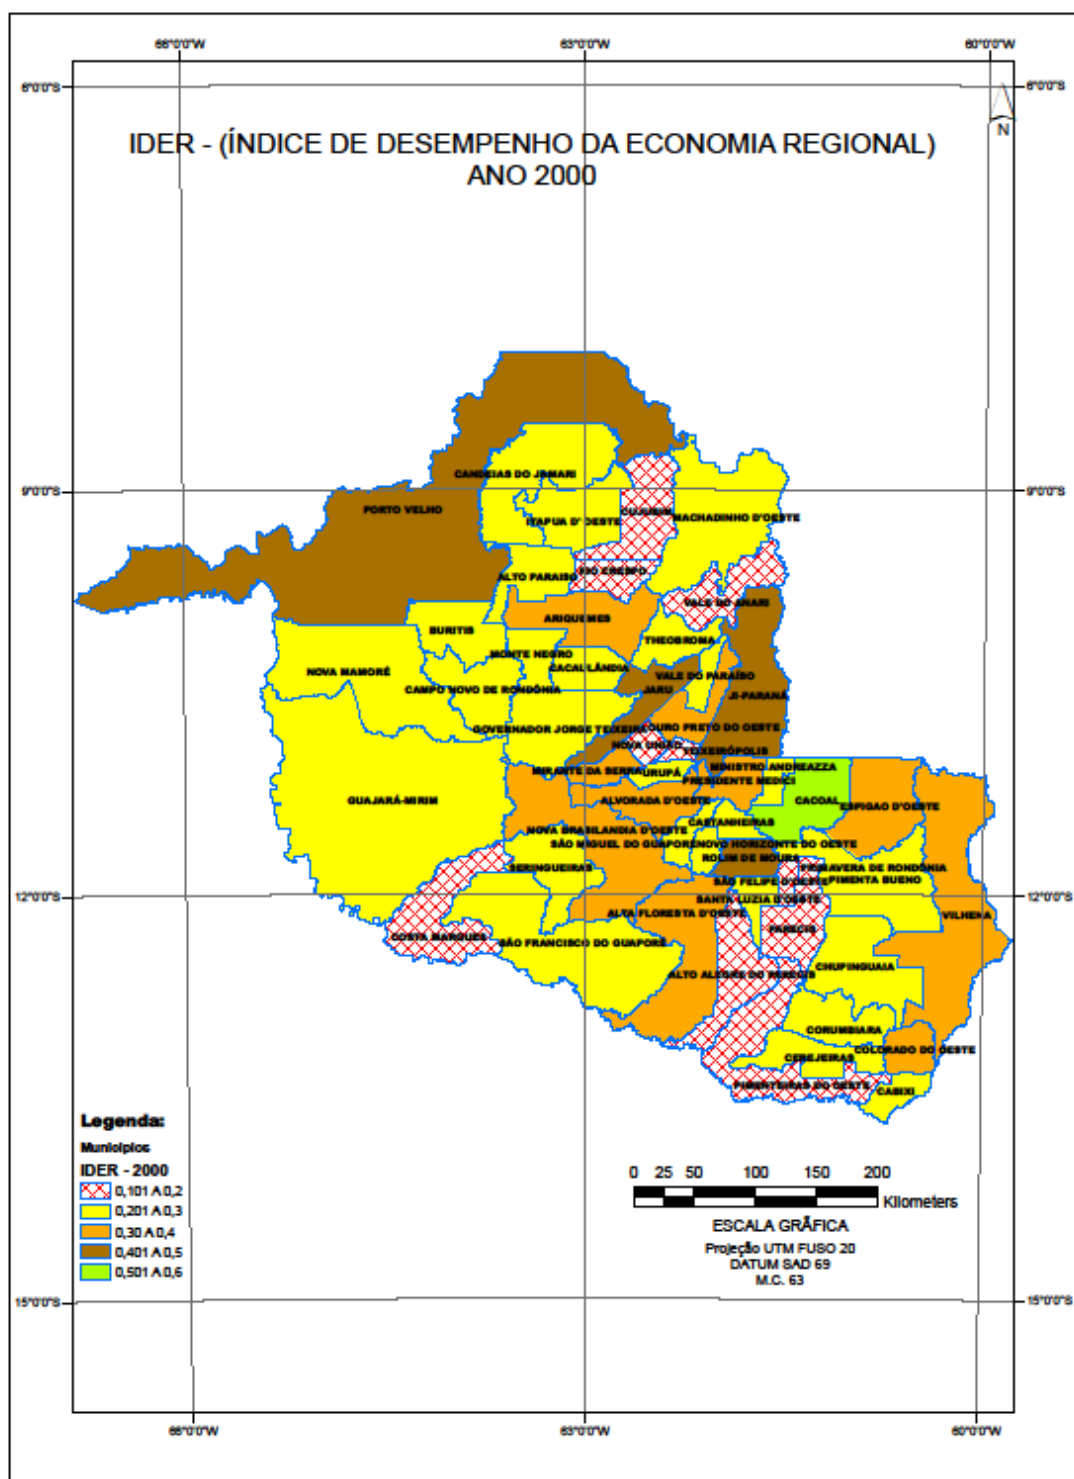 66°0'0"W 63°0'0"W 60°0'0"W
6°0'0"S 6°0'0"S
N
IDER - (ÍNDICE DE DESEMPENHO DA ECONOMIA REGIONAL)
ANO 2000
CANDEIAS DO JAMARI
9°0'0"S 9°0'0"S
PORTO VELHO
CUJUBIM
ITAPUA D' OESTE
MACHADINHO D'OESTE
RIO CRESPO
ALTO PARAISO
VALE DO ANARI
ARIQUEMES
BURITIS
THEOBROMA
MONTE NEGRO
CACAULÂNDIA
NOVA MAMORÉ
VALE DO PARAÍSO
CAMPO NOVO DE RONDÔNIA
JARU
JI-PARANÁ
GOVERNADOR JORGE TEIXEIRA
OURO PRETO DO OESTE
NOVA UNIÃO
TEIXEIRÓPOLIS
MIRANTE DA SERRA
URUPÁ
MINISTRO ANDREAZZA
PRESIDENTE MEDICI
GUAJARÁ-MIRIM
ALVORADA D'OESTE
CACOAL
ESPIGAO D'OESTE
CASTANHEIRAS
NOVA BRASILANDIA D'OESTE
SÃO MIGUEL DO GUAPORÉ
NOVO HORIZONTE DO OESTE
ROLIM DE MOURA
SERINGUEIRAS
PRIMAVERA DE RONDÔNIA
SÃO FELIPE D'OESTE
PIMENTA BUENO
12°0'0"S 12°0'0"S
SANTA LUZIA D'OESTE
ALTA FLORESTA D'OESTE
VILHENA
PARECIS
COSTA MARQUES
SÃO FRANCISCO DO GUAPORÉ
CHUPINGUAIA
ALTO ALEGRE DO PARECIS
CORUMBIARA
COLORADO DO OESTE
CEREJEIRAS
PIMENTEIRAS DO OESTE
CABIXI
Legenda:
Municipios
IDER - 2000
0,101 A 0,2
0,201 A 0,3
0,30 A 0,4
0,401 A 0,5
0,501 A 0,6
0 25 50 100 150 200
Kilometers
ESCALA GRÃFICA
Projeção UTM FUSO 20
DATUM SAD 69
M.C. 63
15°0'0"S 15°0'0"S
66°0'0"W 63°0'0"W 60°0'0"W